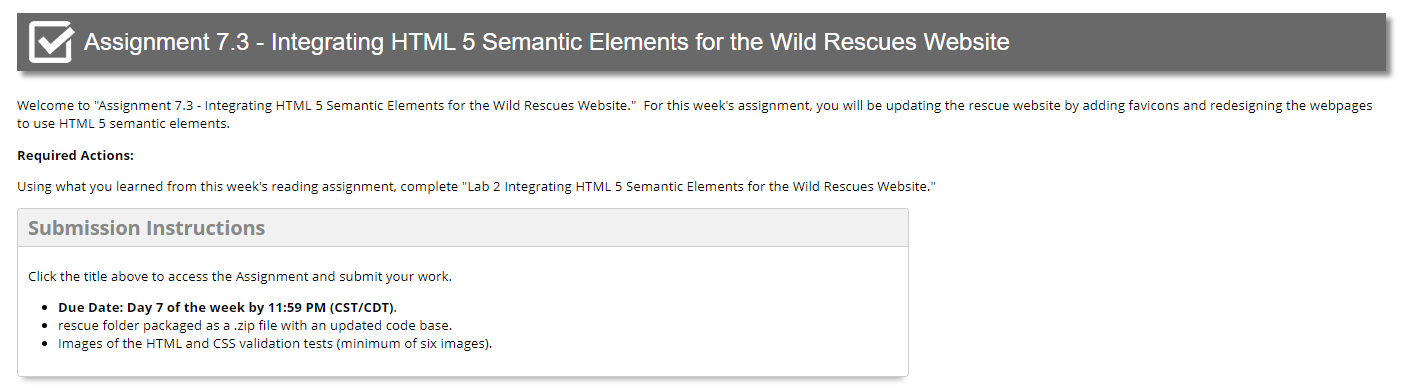 Assignment 7.3 - Integrating HTML 5 Semantic Elements for the Wild Rescues Website
Welcome to "Assignment 7.3 - Integrating HTML 5 Semantic Elements for the Wild Rescues Website."  For this week's assignment, you will be updating the rescue website by adding favicons and redesigning the webpages
to use HTML 5 semantic elements.
Required Actions:
Using what you learned from this week's reading assignment, complete "Lab 2 Integrating HTML 5 Semantic Elements for the Wild Rescues Website."
Submission Instructions
Click the title above to access the Assignment and submit your work.
• Due Date: Day 7 of the week by 11:59 PM (CST/CDT).
• rescue folder packaged as a .zip file with an updated code base.
• Images of the HTML and CSS validation tests (minimum of six images).